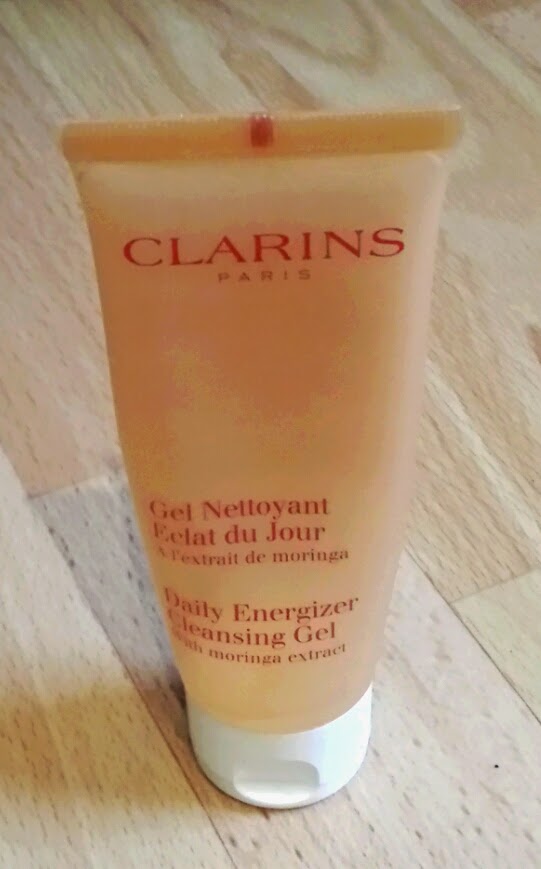 CLARINS
PARIS
Gel Nettoyant
Eclat du Jour
A l'extrait de moringa
Daily Energizer
Cleansing Gel
with moringa extract